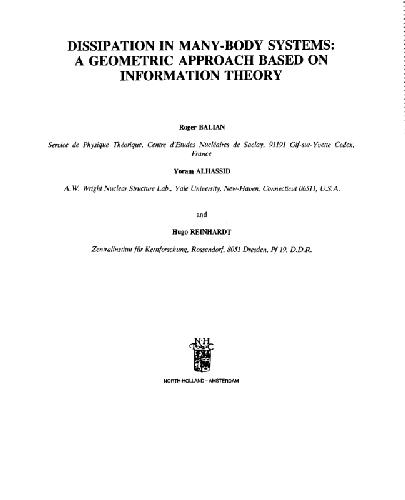 DISSIPATION IN MANY-BODY SYSTEMS:
A GEOMETRIC APPROACH BASED ON
INFORMATION THEORY
Roger BALIAN
Service de Physique Théorique, Centre d'Etudes Nucléaires de Saclay, 91191 Gif-sur-Yvette Cedex,
France
Yoram ALHASSID
A.W. Wright Nuclear Structure Lab., Yale University, New-Haven, Connecticut 06511, U.S.A.
and
Hugo REINHARDT
Zentralinstitut für Kernforschung, Rossendorf, 8051 Dresden, Pf 19, D.D.R.
N·H
NORTH-HOLLAND - AMSTERDAM